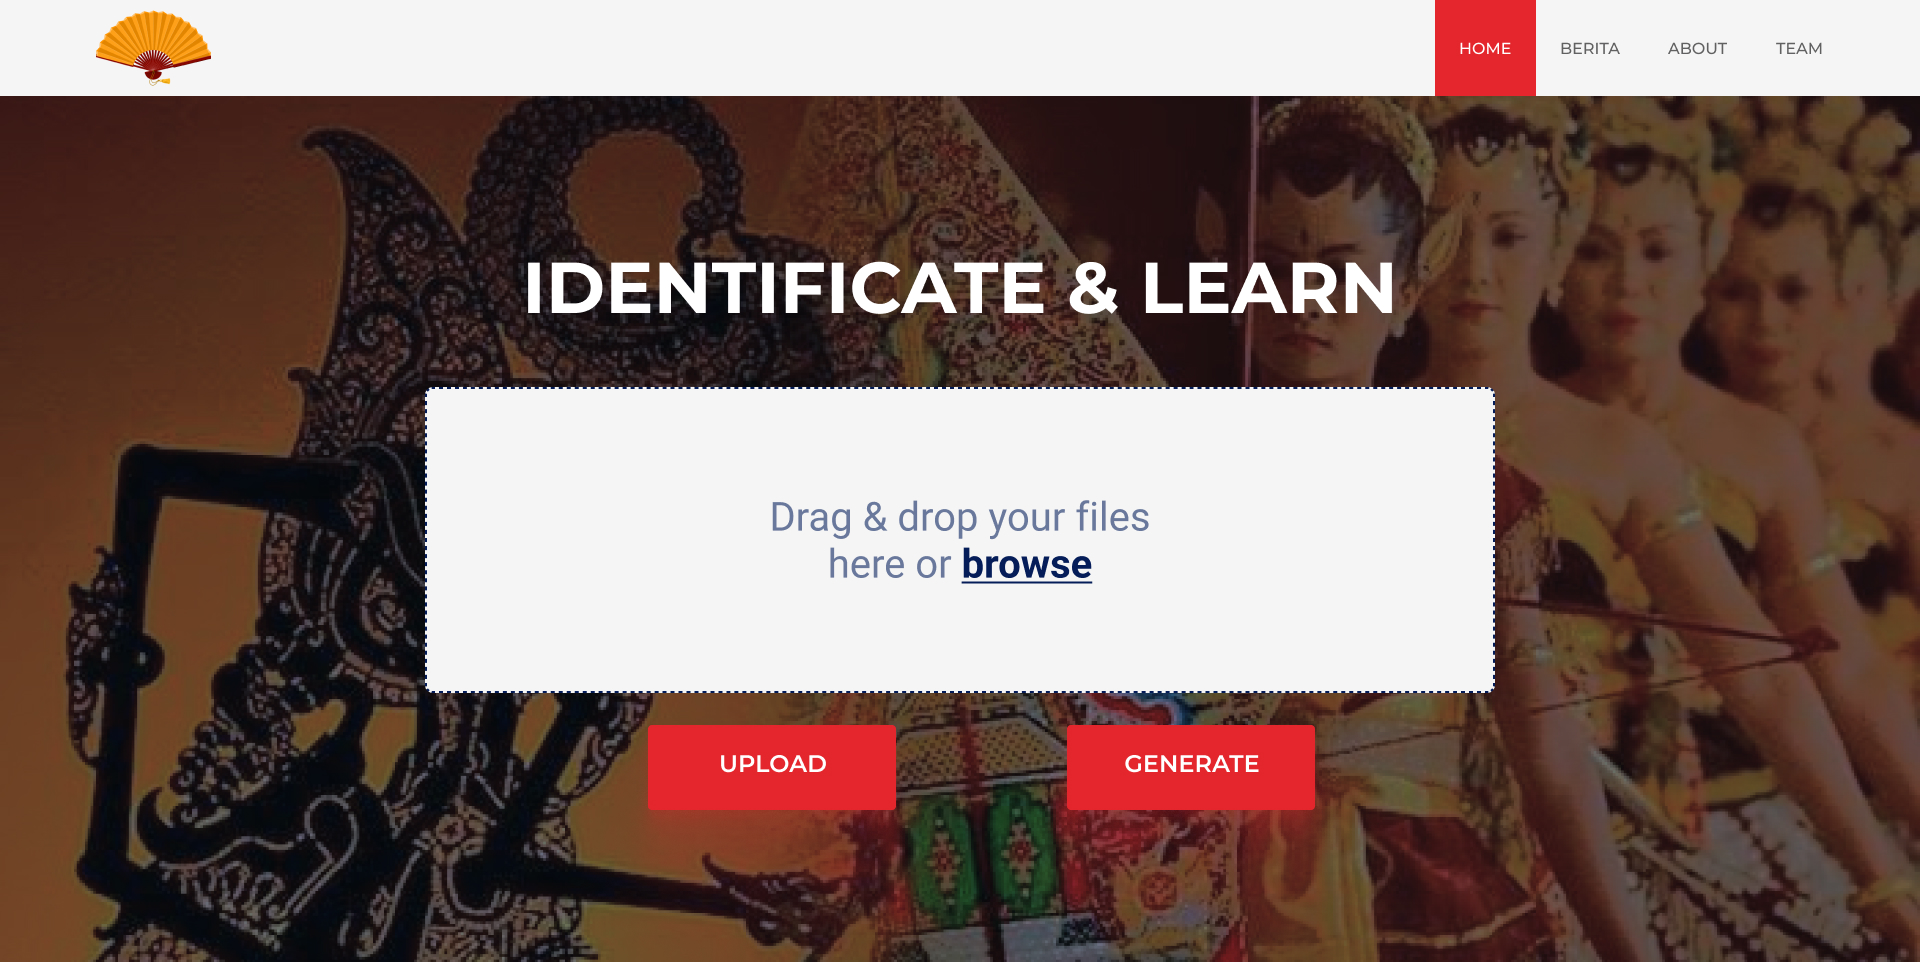 HOME
BERITA
ABOUT
TEAM
IDENTIFICATE & LEARN
Drag & drop your files
here or browse
UPLOAD
GENERATE